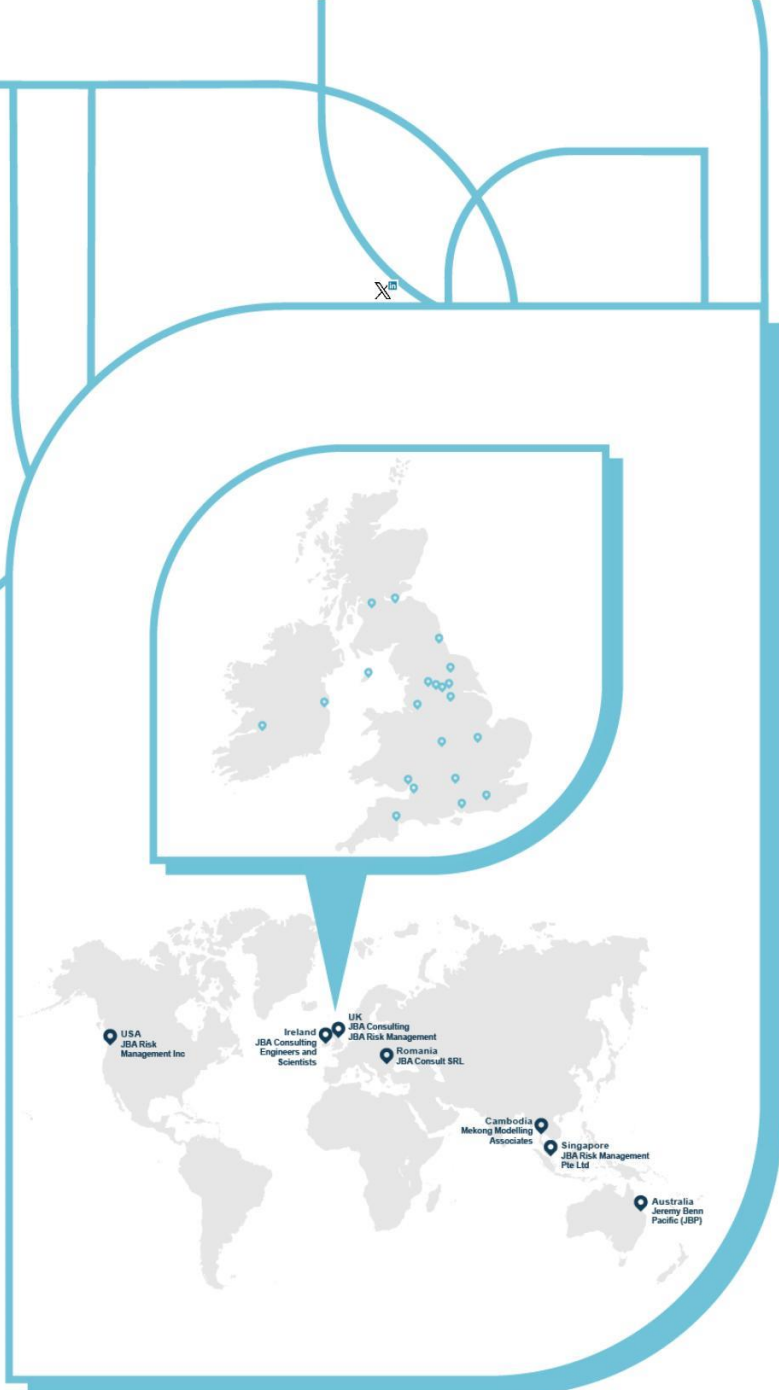 in
UK
JBA Consulting
JBA Risk Management
USA
JBA Risk
Management Inc
Ireland
JBA Consulting
Engineers and
Scientists
Romania
JBA Consult SRL
Cambodia
Mekong Modelling
Associates
Singapore
JBA Risk Management
Pte Ltd
Australia
Jeremy Benn
Pacific (JBP)